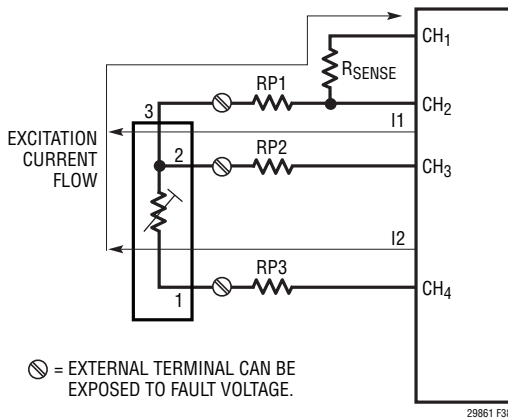 CH1
RSENSE
RP1
CH2
3
I1
EXCITATION
CURRENT
FLOW
2
RP2
CH3
I2
RP3
1
CH4
= EXTERNAL TERMINAL CAN BE
EXPOSED TO FAULT VOLTAGE.
29861 F38